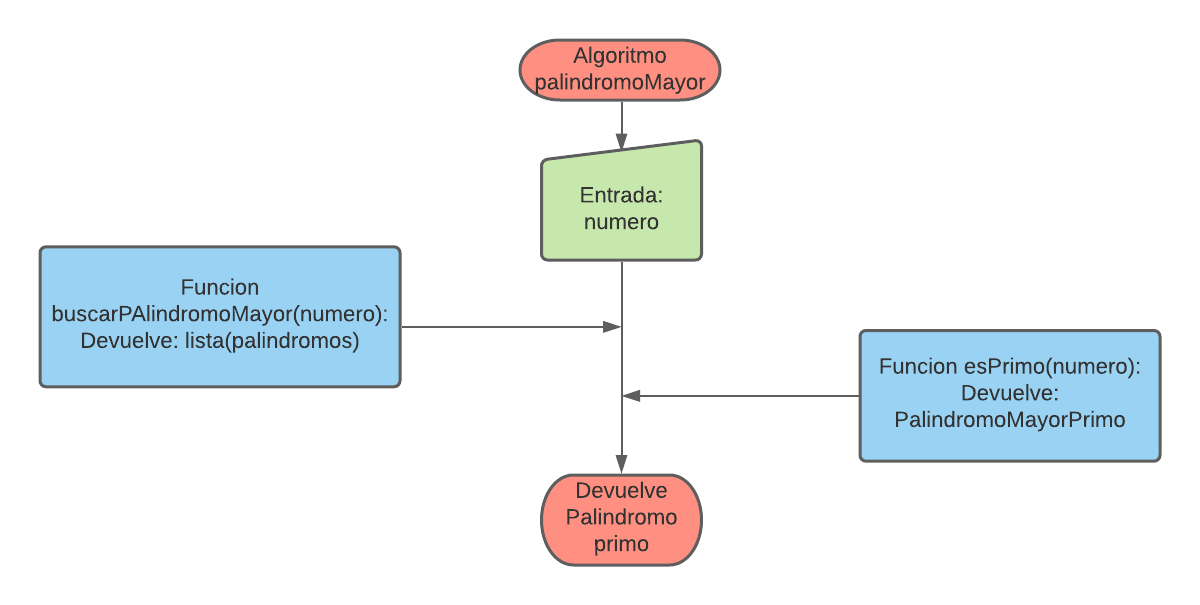 Algoritmo
palindromoMayor
Entrada:
numero
Funcion
buscarPAlindromoMayor(numero):
Devuelve: lista(palindromos)
Funcion esPrimo(numero):
Devuelve:
PalindromoMayorPrimo
Devuelve
Palindromo
primo